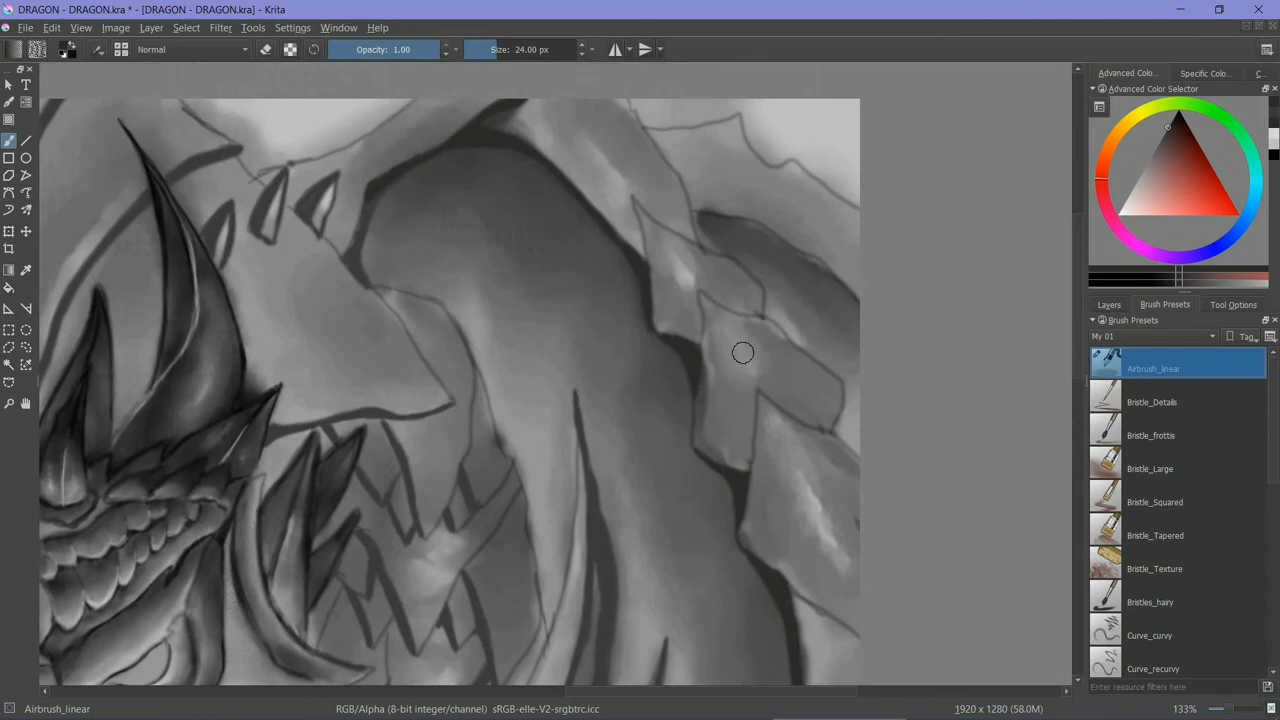 DRAGON - DRAGON.kra * - [DRAGON - DRAGON.kra] - Krita
File Edit View Image Layer Select Filter Tools Settings Window Help
Normal
Opacity: 1.00
Size: 24.00 px
Advanced Colo...
Specific Colo...
C...
Advanced Color Selector
Layers
Brush Presets
Tool Options
Brush Presets
My 01
Tag
Airbrush_linear
Bristle_Details
Bristle_frottis
Bristle_Large
Bristle_Squared
Bristle_Tapered
Bristle_Texture
Bristles_hairy
Curve_curvy
Curve_recurvy
Enter resource filters here
Airbrush_linear
RGB/Alpha (8-bit integer/channel) sRGB-elle-V2-srgbtrc.icc
1920 x 1280 (58.0M)
133%